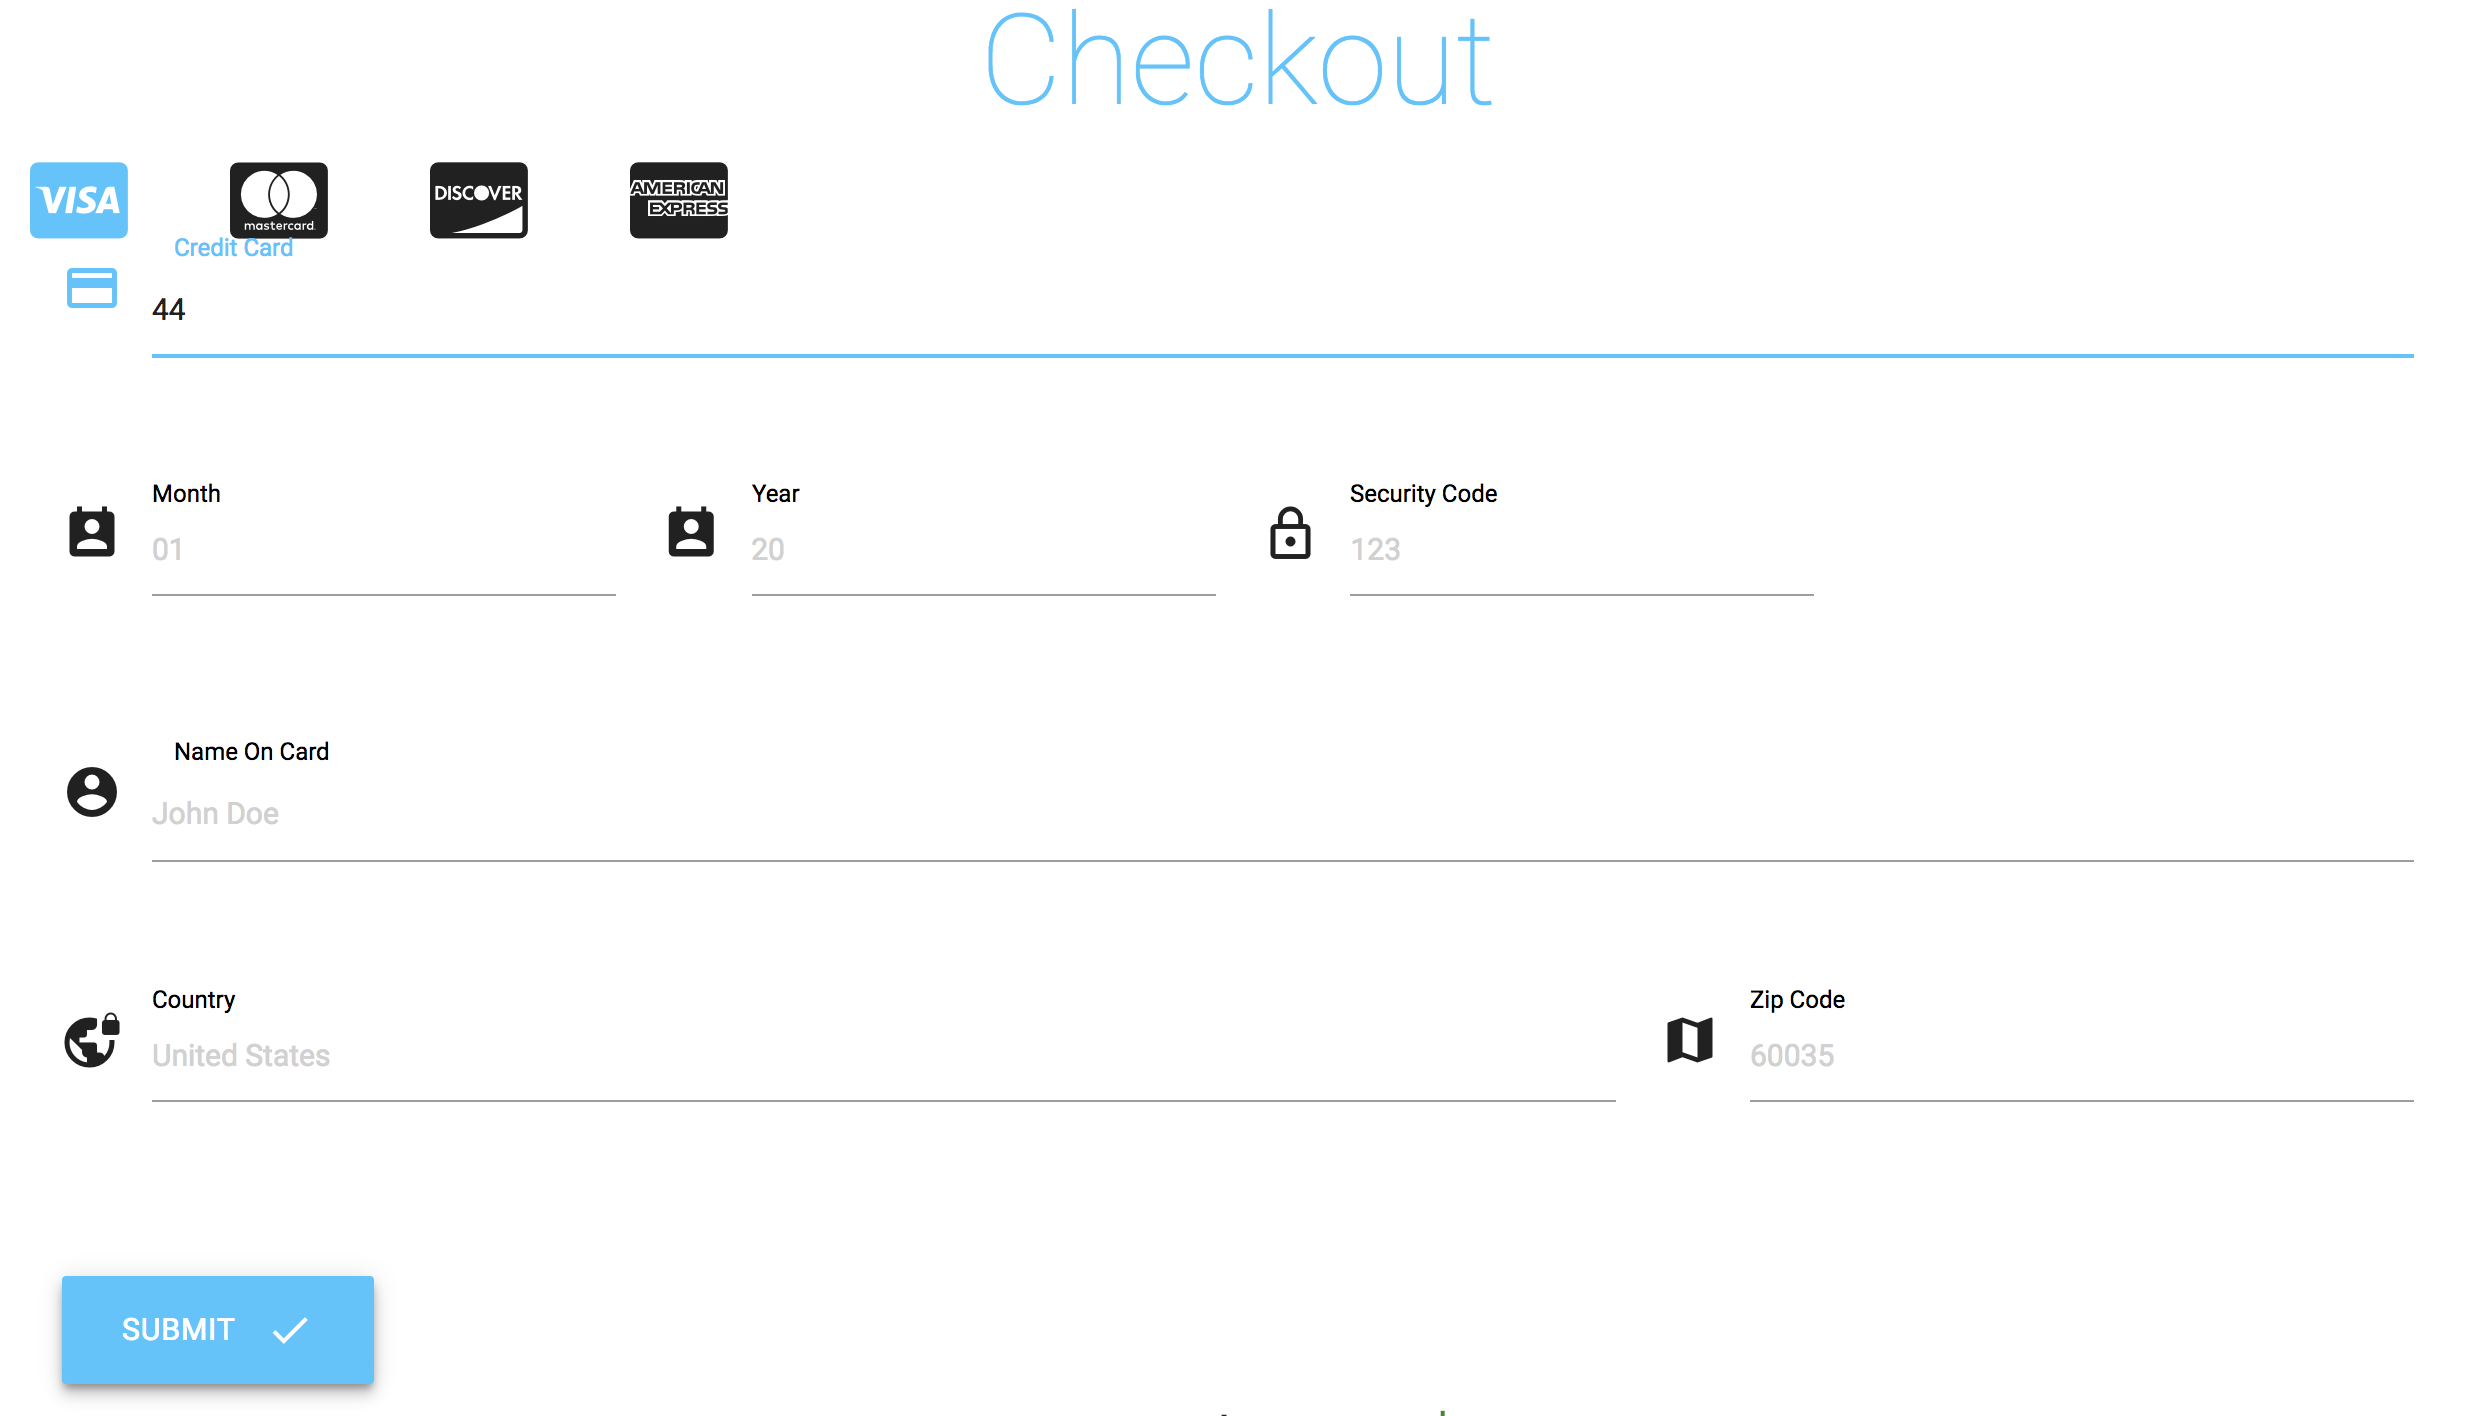 Checkout
VISA mastercard. DISCOVER AMERICAN EXPRESS
Credit Card
44
Month Year Security Code
01 20 123
Name On Card
John Doe
Country Zip Code
United States 60035
SUBMIT